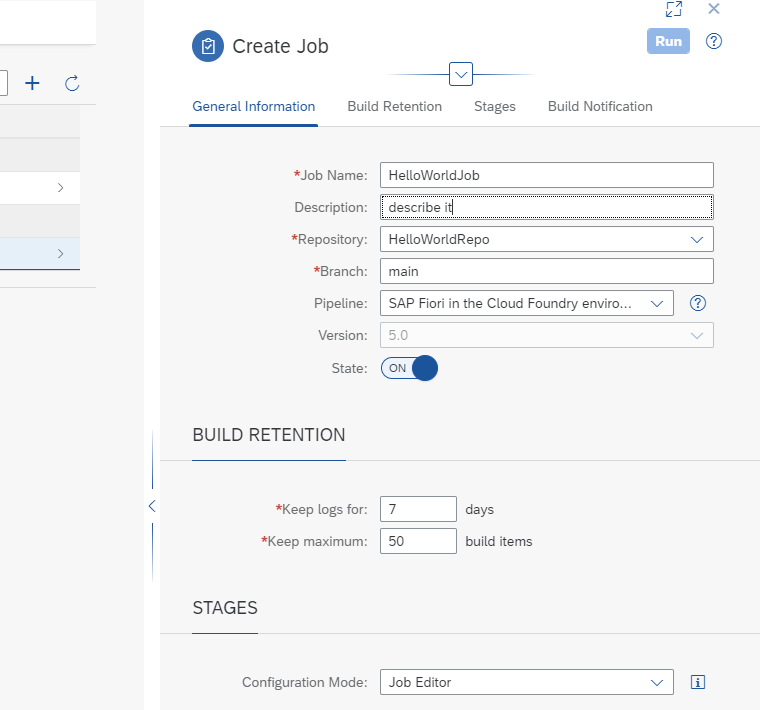 Create Job
Run
General Information Build Retention Stages Build Notification
*Job Name: HelloWorldJob
Description: describe it
*Repository: HelloWorldRepo
*Branch: main
Pipeline: SAP Fiori in the Cloud Foundry enviro...
Version: 5.0
State: ON
BUILD RETENTION
*Keep logs for: 7 days
*Keep maximum: 50 build items
STAGES
Configuration Mode: Job Editor